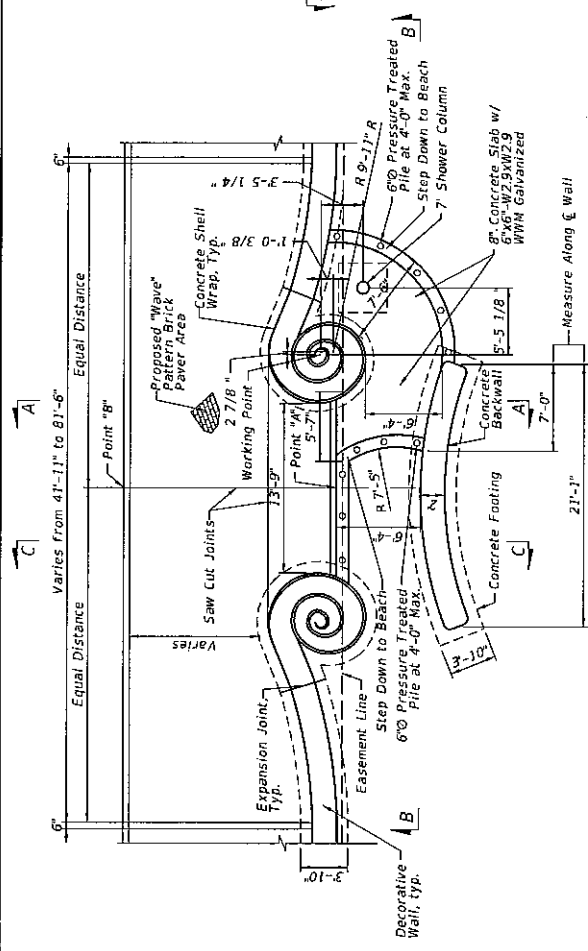 Varies from 41'-11" to 81'-6"
6"
6"
Equal Distance
Equal Distance
C
A
Point "B"
Proposed "Wave"
Pattern Brick
Paver Area
Concrete Shell
Wrap, Typ.
B
2 7/8 "
Working Point
Saw Cut Joints
13'-9"
Point "A"
5'-7"
1'-0 3/8 "
3'-5 1/4"
R 9'-11" R
6"Ø Pressure Treated
Pile at 4'-0" Max.
Step Down to Beach
7' Shower Column
8" Concrete Slab w/
6"x6"-W2.9xW2.9
WWM Galvanized
Varies
Expansion Joint,
Typ.
Easement Line
5'-5 1/8 "
6'-4"
R 7'-5"
6'-4"
Step Down to Beach
6"Ø Pressure Treated
Pile at 4'-0" Max.
Measure Along ℄ Wall
Concrete
Backwall
A
7'-0"
C
3'-10"
B
Decorative
Wall, typ.
Concrete Footing
3'-10"
21'-1"